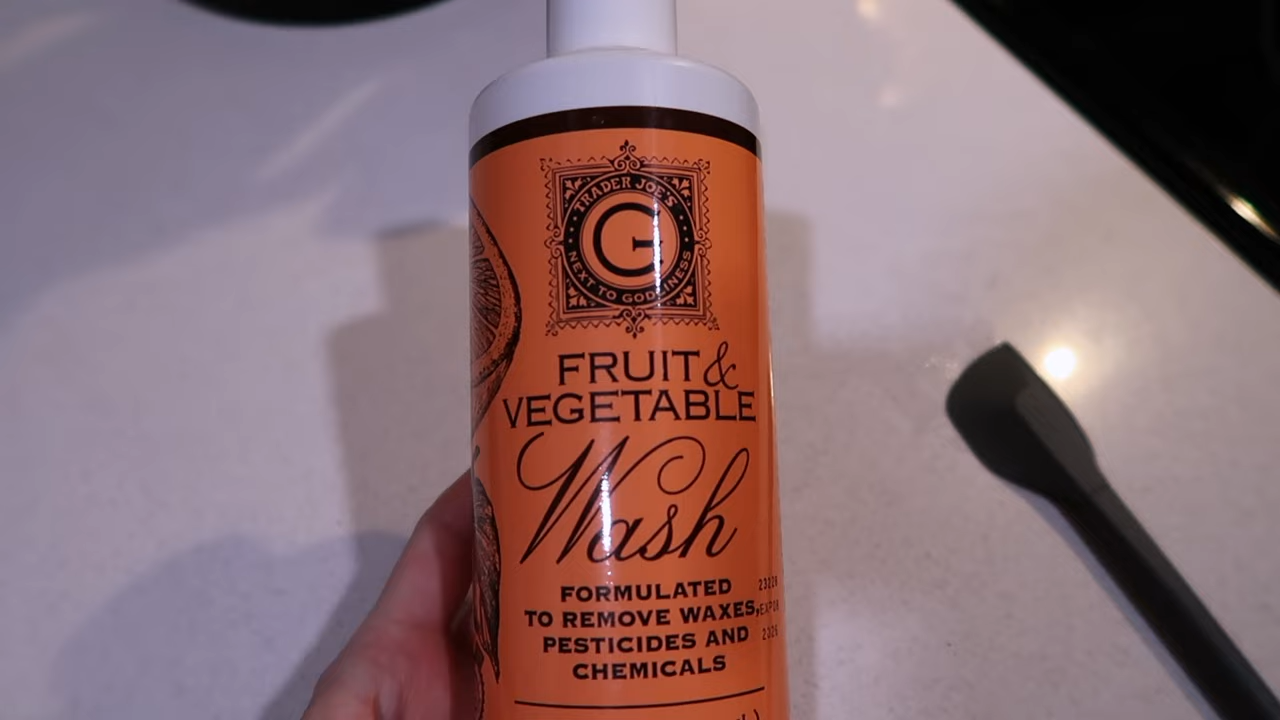 TRADER JOE'S
G
NEXT TO GODLINESS
FRUIT &
VEGETABLE
Wash
FORMULATED
TO REMOVE WAXES,
PESTICIDES AND
CHEMICALS